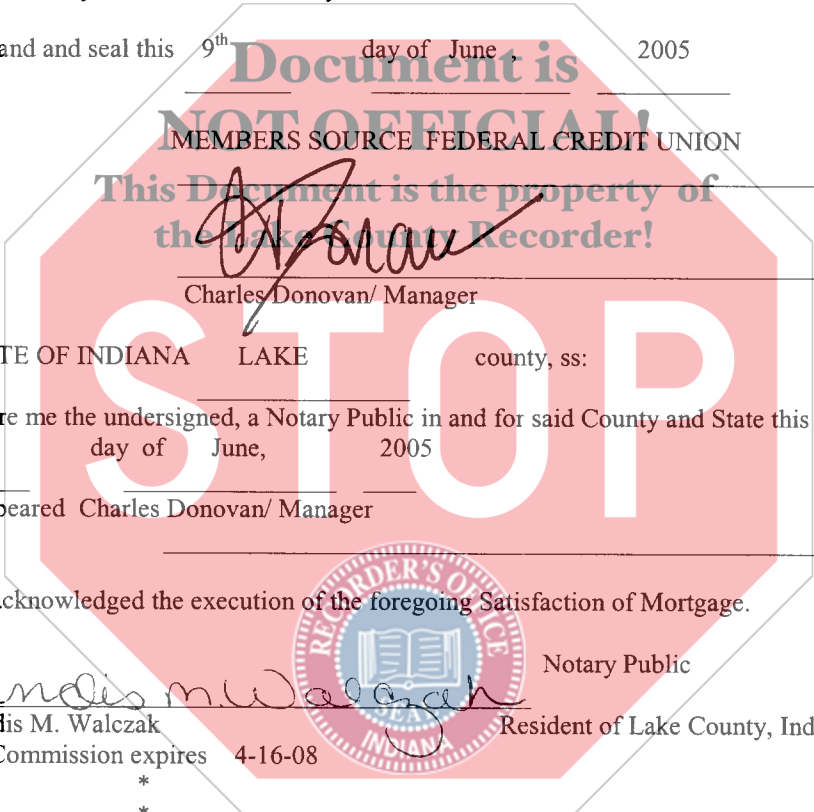 and and seal this 9th day of June , 2005
Document is
NOT OFFICIAL!
MEMBERS SOURCE FEDERAL CREDIT UNION
This Document is the property of
the Lake County Recorder!
Charles Donovan/ Manager
STOP
TE OF INDIANA LAKE county, ss:
re me the undersigned, a Notary Public in and for said County and State this
day of June, 2005
peared Charles Donovan/ Manager
cknowledged the execution of the foregoing Satisfaction of Mortgage.
RECORDER'S OFFICE
SEAL
INDIANA
Notary Public
ndis M. Walczak
dis M. Walczak Resident of Lake County, Ind
Commission expires 4-16-08
*
*